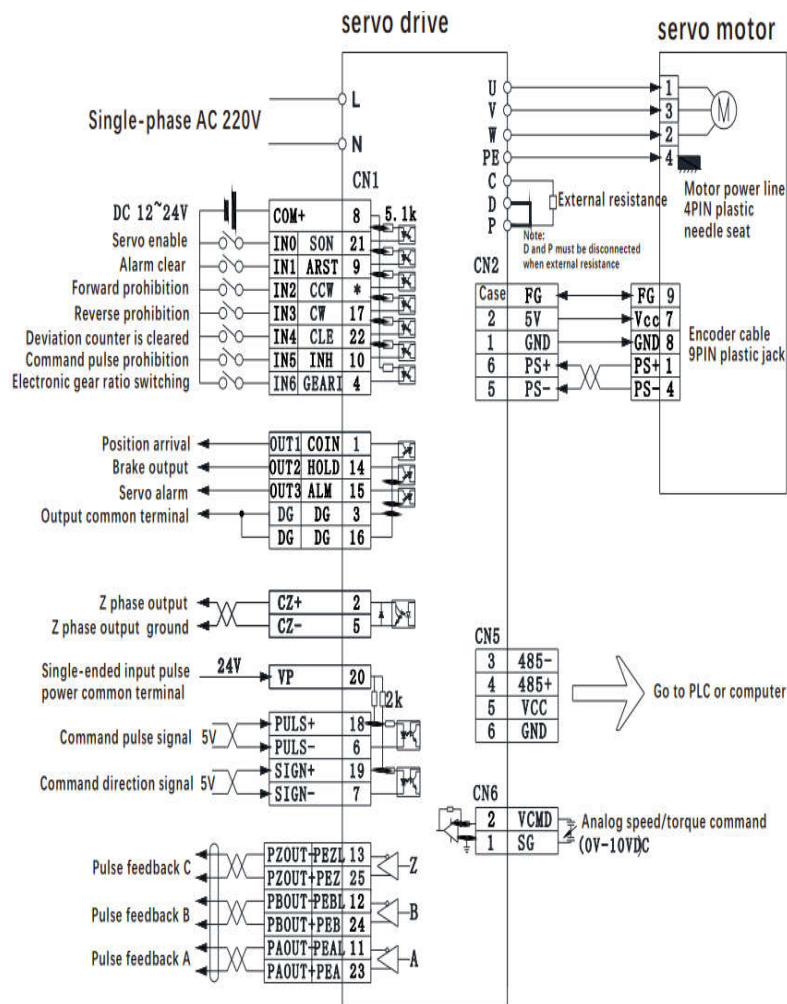 servo drive
servo motor
Single-phase AC 220V
L
N
U
V
W
PE
C
D
P
1
3
2
4
M
Motor power line
4PIN plastic
needle seat
External resistance
Note:
D and P must be disconnected
when external resistance
CN1
5.1k
DC 12~24V COM+ 8
Servo enable IN0 SON 21
Alarm clear IN1 ARST 9
Forward prohibition IN2 CCW *
Reverse prohibition IN3 CW 17
Deviation counter is cleared IN4 CLE 22
Command pulse prohibition IN5 INH 10
Electronic gear ratio switching IN6 GEARI 4
CN2
Case FG FG 9
2 5V Vcc 7
1 GND GND 8
6 PS+ PS+ 1
5 PS- PS- 4
Encoder cable
9PIN plastic jack
Position arrival OUT1 COIN 1
Brake output OUT2 HOLD 14
Servo alarm OUT3 ALM 15
Output common terminal DG DG 3
DG DG 16
Z phase output CZ+ 2
Z phase output ground CZ- 5
Single-ended input pulse
power common terminal
24V VP 20
2k
Command pulse signal 5V
PULS+ 18
PULS- 6
Command direction signal 5V
SIGN+ 19
SIGN- 7
CN5
3 485-
4 485+
5 VCC
6 GND
Go to PLC or computer
CN6
2 VCMD
1 SG
Analog speed/torque command
(0V-10VDC)
Pulse feedback C
PZOUT-PEZL 13
PZOUT+PEZ 25
Z
Pulse feedback B
PBOUT-PEBL 12
PBOUT+PEB 24
B
Pulse feedback A
PAOUT-PEAL 11
PAOUT+PEA 23
A